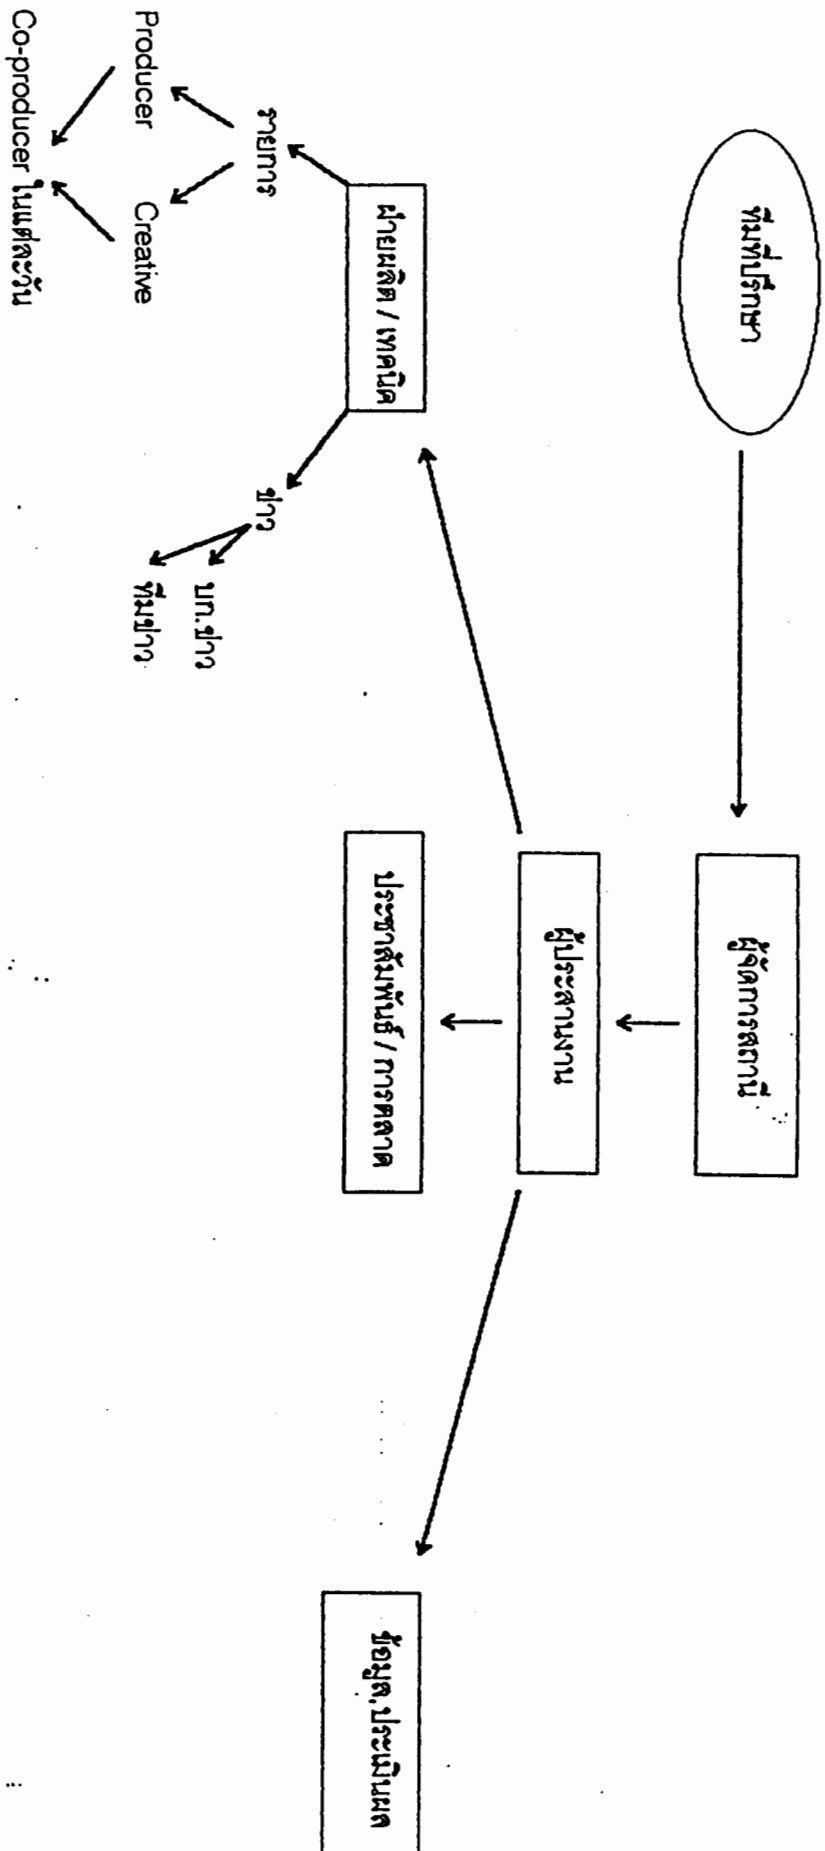 ทีมที่ปรึกษา
ผู้จัดการสถานี
ผู้ประสานงาน
ฝ่ายผลิต / เทคนิค
ประชาสัมพันธ์ / การตลาด
ข้อมูล,ประเมินผล
รายการ
ข่าว
บก.ข่าว
ทีมข่าว
Producer
Creative
Co-producer ในแต่ละวัน